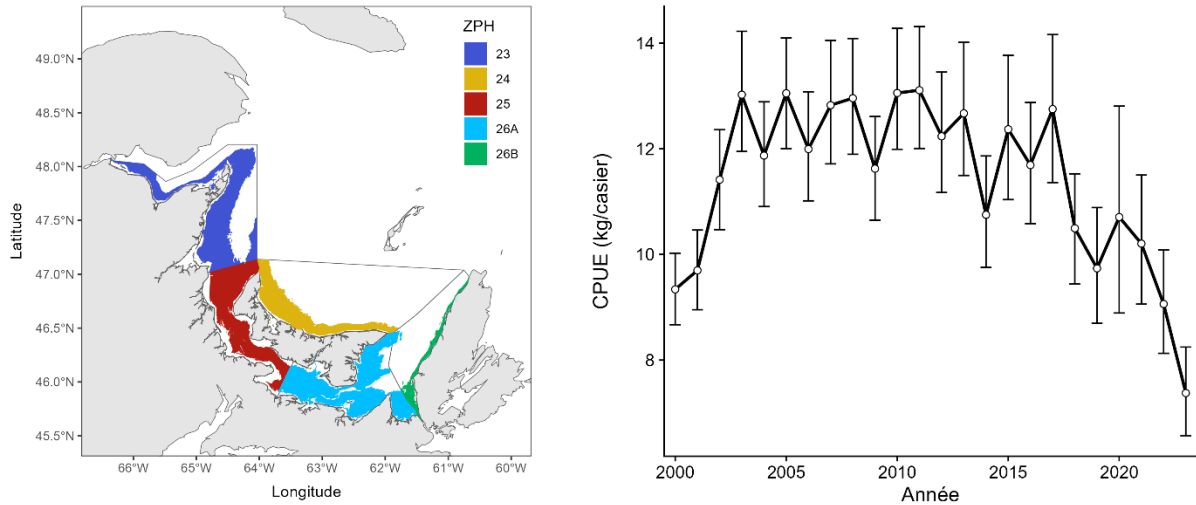 ZPH
23
24
25
26A
26B
49.0°N
48.5°N
48.0°N
47.5°N
47.0°N
46.5°N
46.0°N
45.5°N
Latitude
66°W 65°W 64°W 63°W 62°W 61°W 60°W
Longitude
14
12
10
8
CPUE (kg/casier)
2000 2005 2010 2015 2020
Année